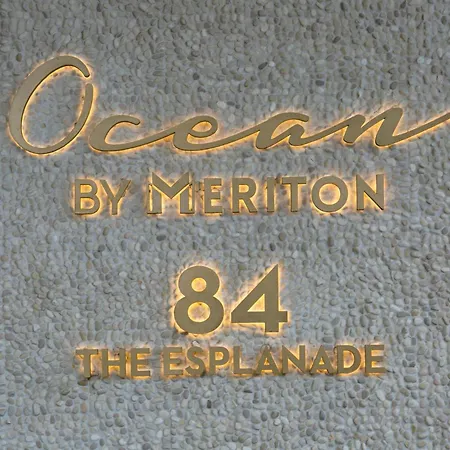 Ocean
BY MERITON
84
THE ESPLANADE